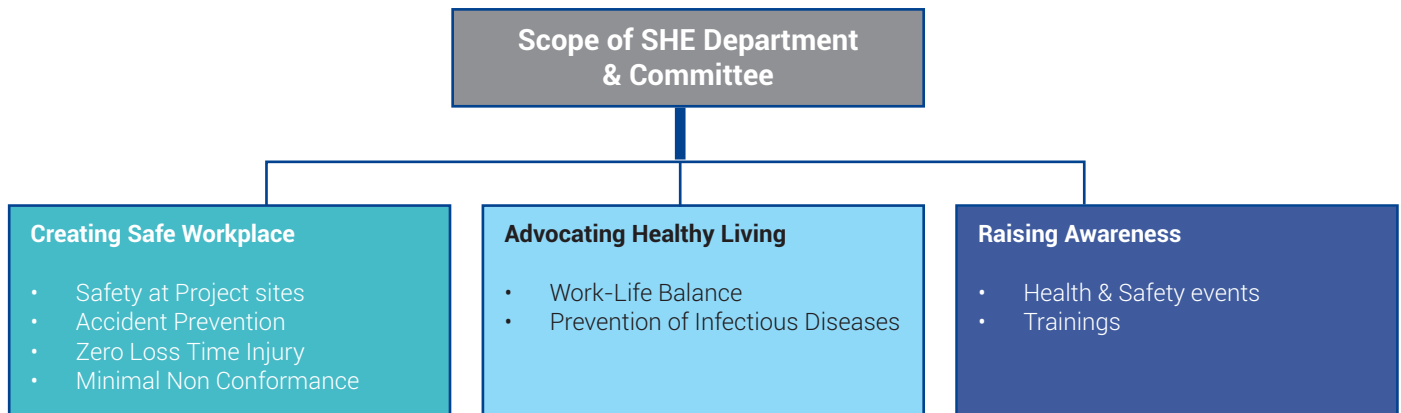 Scope of SHE Department
& Committee
Creating Safe Workplace
• Safety at Project sites
• Accident Prevention
• Zero Loss Time Injury
• Minimal Non Conformance
Advocating Healthy Living
• Work-Life Balance
• Prevention of Infectious Diseases
Raising Awareness
• Health & Safety events
• Trainings